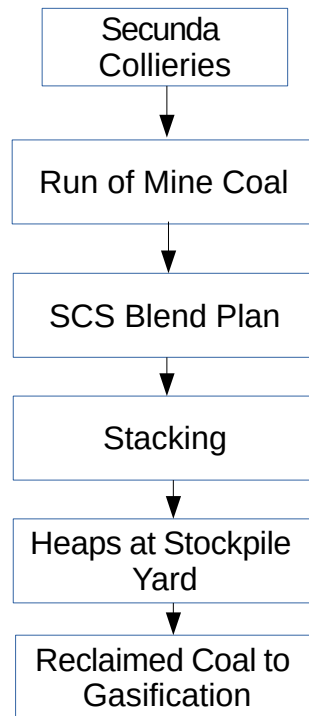 Secunda
Collieries
Run of Mine Coal
SCS Blend Plan
Stacking
Heaps at Stockpile
Yard
Reclaimed Coal to
Gasification